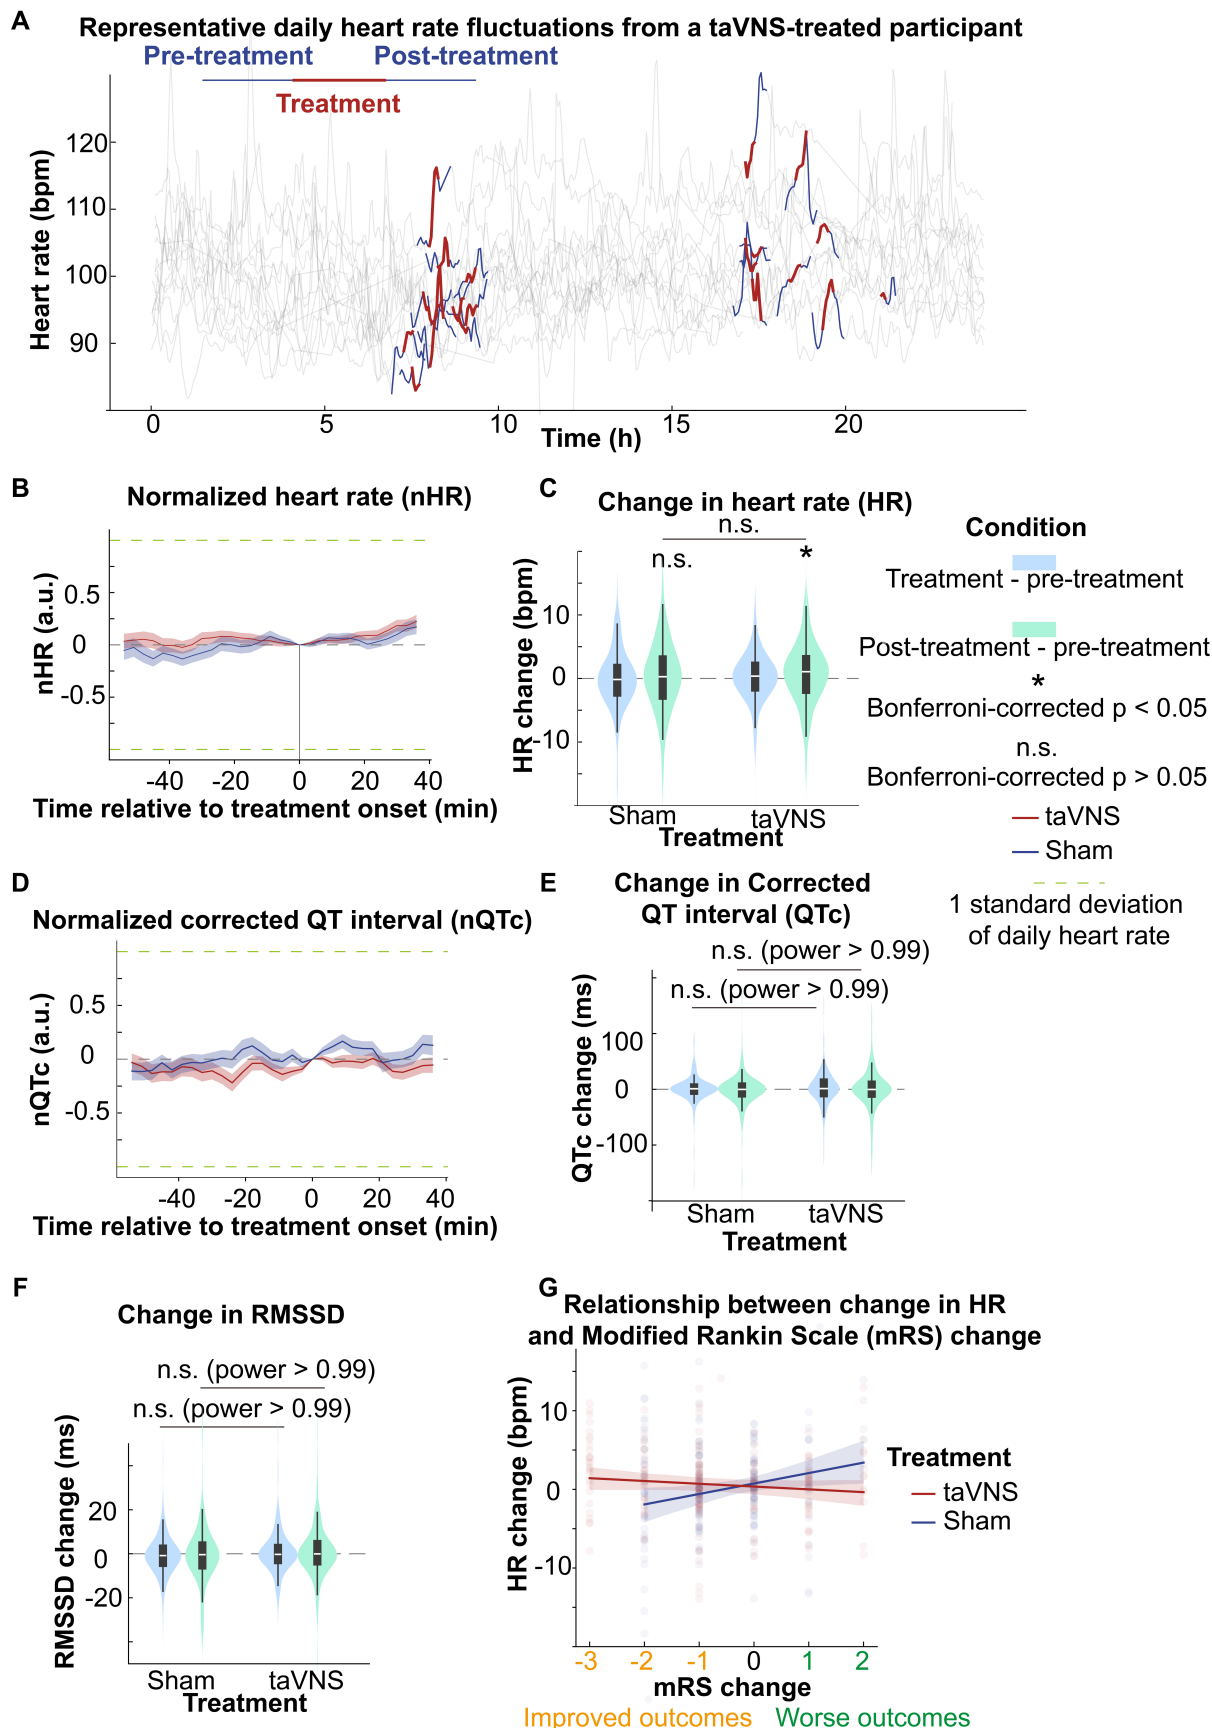 A
Representative daily heart rate fluctuations from a taVNS-treated participant
Pre-treatment
Post-treatment
Treatment
Heart rate (bpm)
120
110
100
90
0
5
10
15
20
Time (h)
B
Normalized heart rate (nHR)
nHR (a.u.)
0.5
0
-0.5
-40
-20
0
20
40
Time relative to treatment onset (min)
C
Change in heart rate (HR)
n.s.
n.s.
*
HR change (bpm)
10
0
-10
Sham
taVNS
Treatment
Condition
Treatment - pre-treatment
Post-treatment - pre-treatment
*
Bonferroni-corrected p < 0.05
n.s.
Bonferroni-corrected p > 0.05
taVNS
Sham
1 standard deviation
of daily heart rate
D
Normalized corrected QT interval (nQTc)
nQTc (a.u.)
0.5
0
-0.5
-40
-20
0
20
40
Time relative to treatment onset (min)
E
Change in Corrected
QT interval (QTc)
n.s. (power > 0.99)
n.s. (power > 0.99)
QTc change (ms)
100
0
-100
Sham
taVNS
Treatment
F
Change in RMSSD
n.s. (power > 0.99)
n.s. (power > 0.99)
RMSSD change (ms)
20
0
-20
Sham
taVNS
Treatment
G
Relationship between change in HR
and Modified Rankin Scale (mRS) change
HR change (bpm)
10
0
-10
-3
-2
-1
0
1
2
mRS change
Improved outcomes
Worse outcomes
Treatment
taVNS
Sham